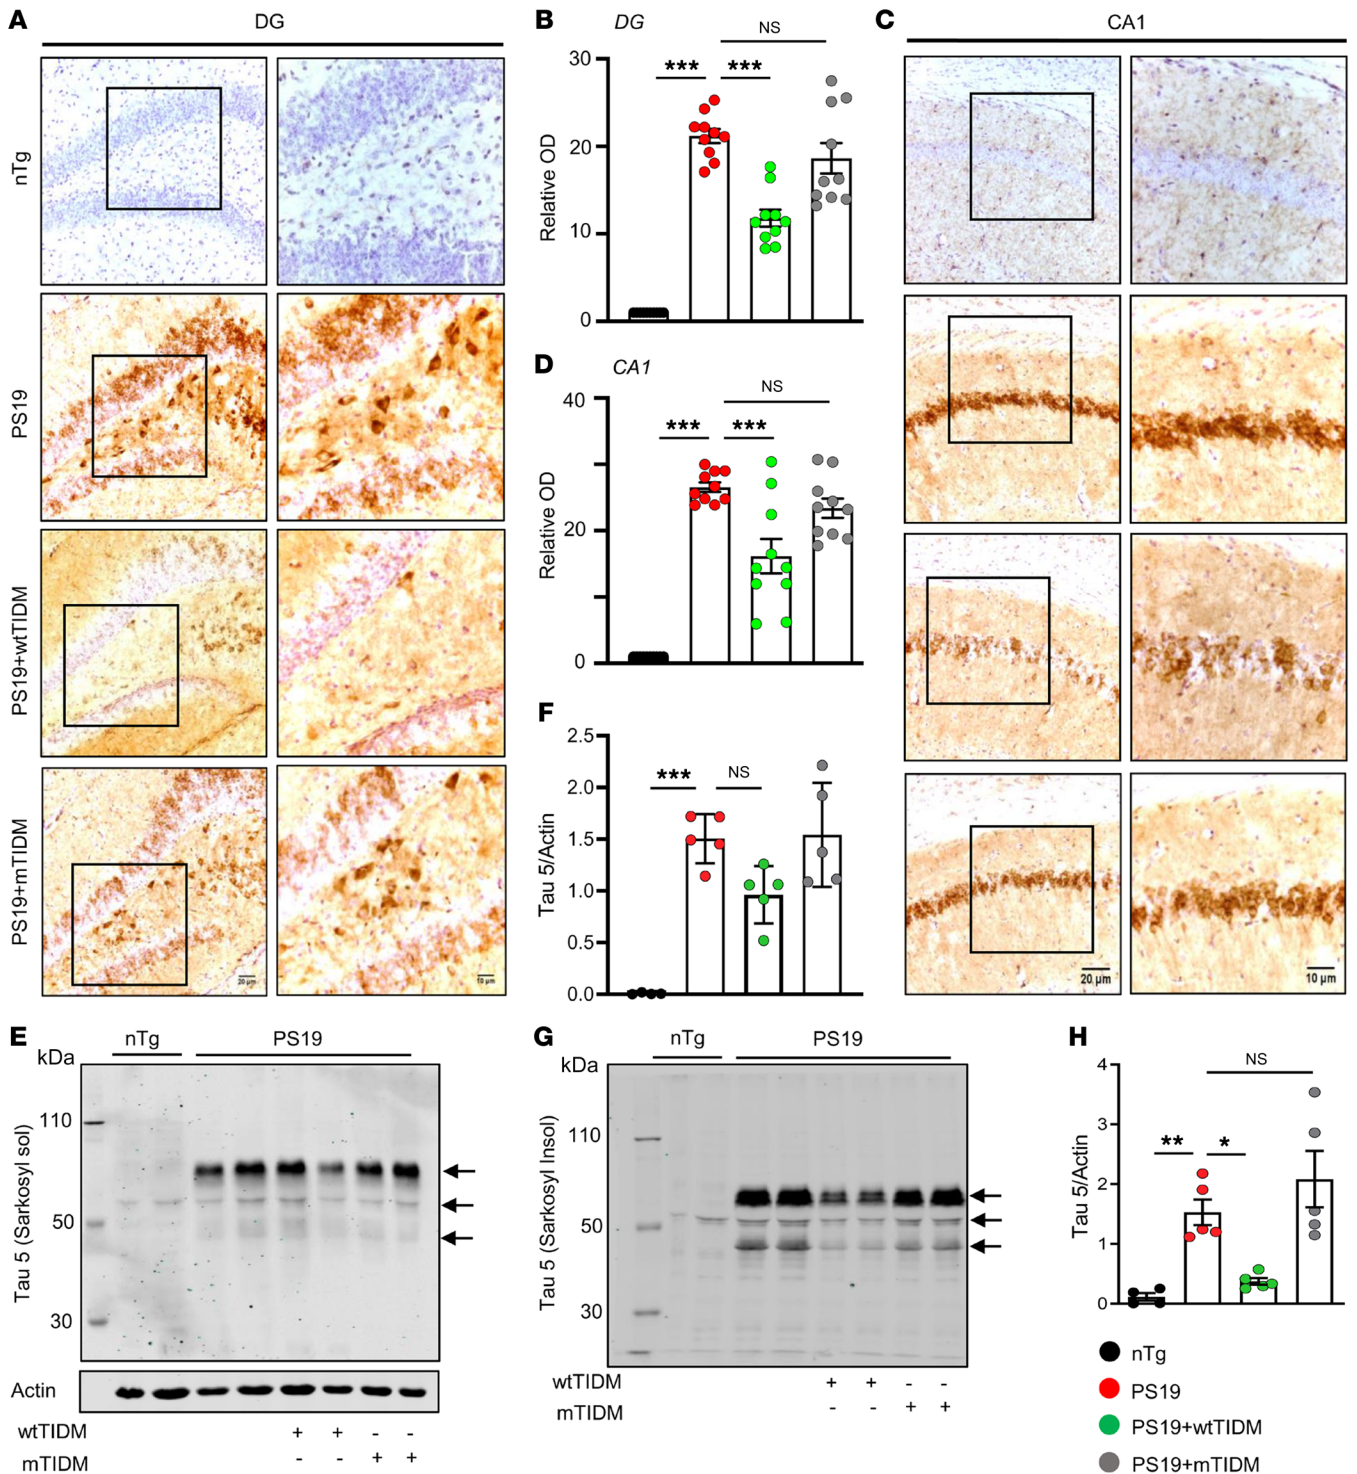 A
DG
nTg
PS19
PS19+wtTIDM
PS19+mTIDM
20 µm
10 µm
B
DG
NS
***
***
Relative OD
30
20
10
0
D
CA1
NS
***
***
Relative OD
40
20
0
F
***
NS
Tau 5/Actin
2.5
2.0
1.5
1.0
0.5
0.0
C
CA1
20 µm
10 µm
E
nTg
PS19
kDa
110
50
30
Tau 5 (Sarkosyl sol)
Actin
wtTIDM + + - -
mTIDM - - + +
G
nTg
PS19
kDa
110
50
30
Tau 5 (Sarkosyl Insol)
wtTIDM + + - -
mTIDM - - + +
H
NS
**
*
Tau 5/Actin
4
3
2
1
0
nTg
PS19
PS19+wtTIDM
PS19+mTIDM